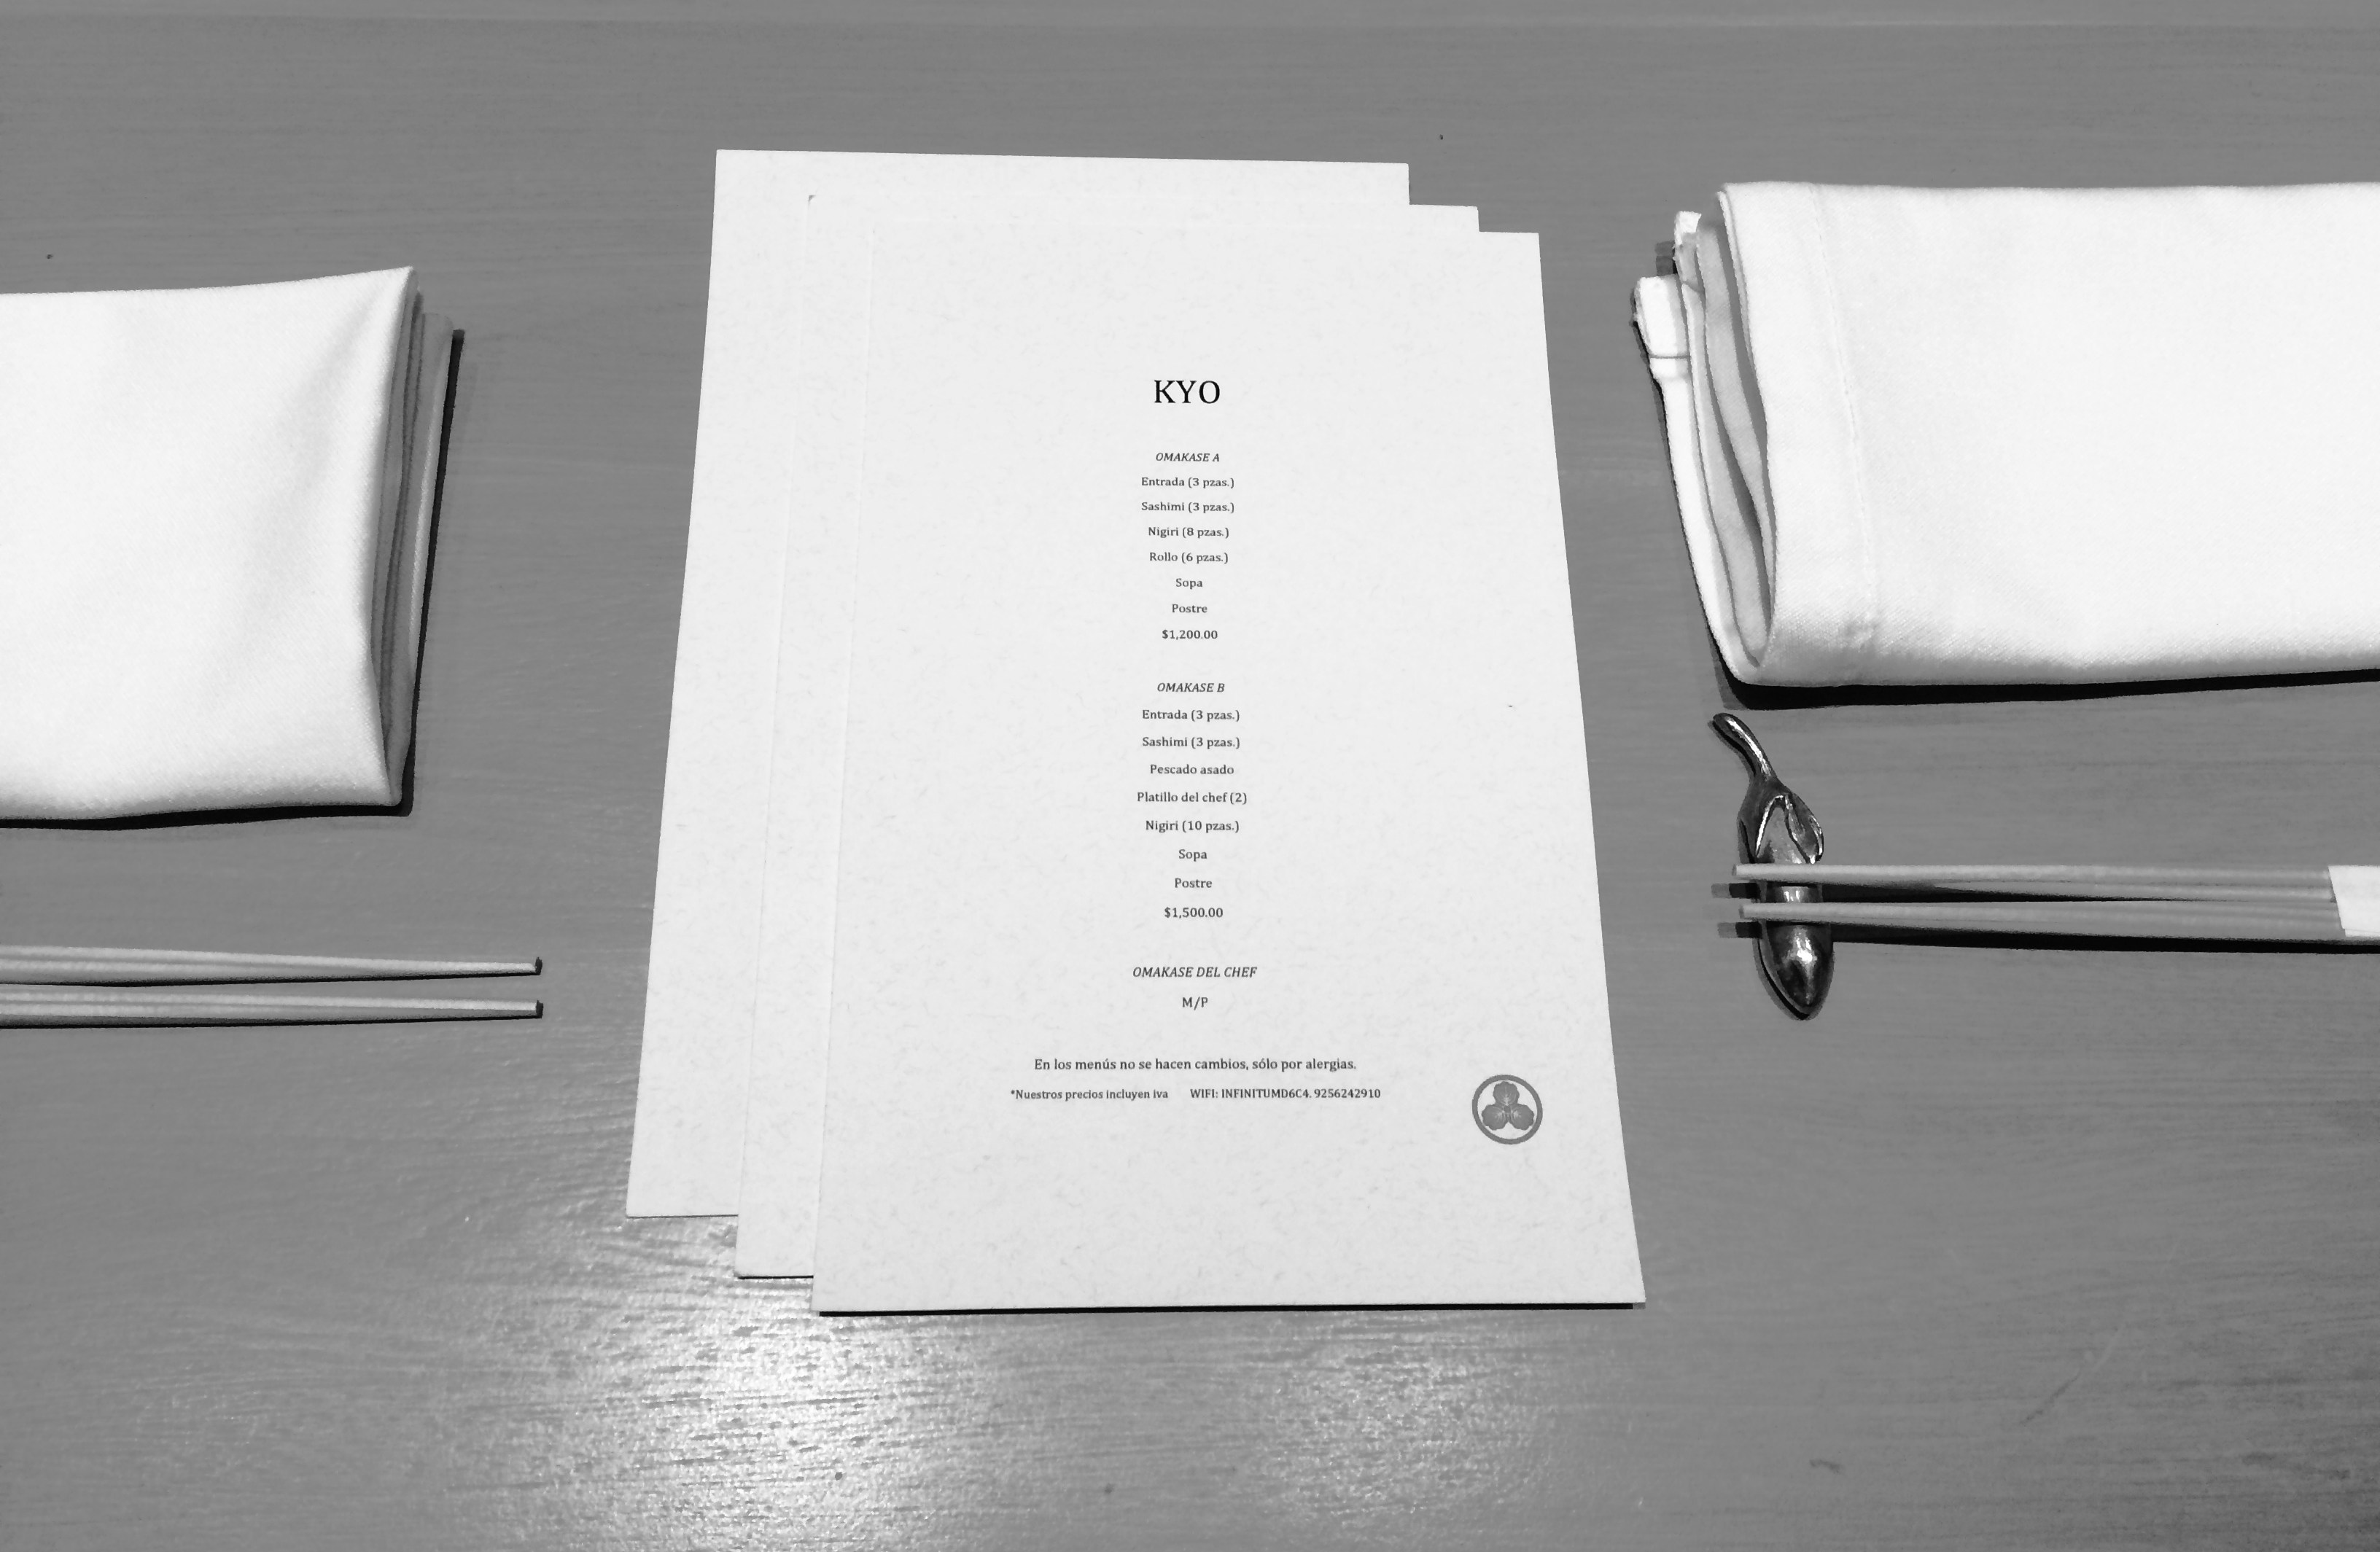 KYO
OMAKASE A
Entrada (3 pzas.)
Sashimi (3 pzas.)
Nigiri (8 pzas.)
Rollo (6 pzas.)
Sopa
Postre
$1,200.00
OMAKASE B
Entrada (3 pzas.)
Sashimi (3 pzas.)
Pescado asado
Platillo del chef (2)
Nigiri (10 pzas.)
Sopa
Postre
$1,500.00
OMAKASE DEL CHEF
M/P
En los menús no se hacen cambios, sólo por alergias.
*Nuestros precios incluyen iva WIFI: INFINITUMD6C4. 9256242910